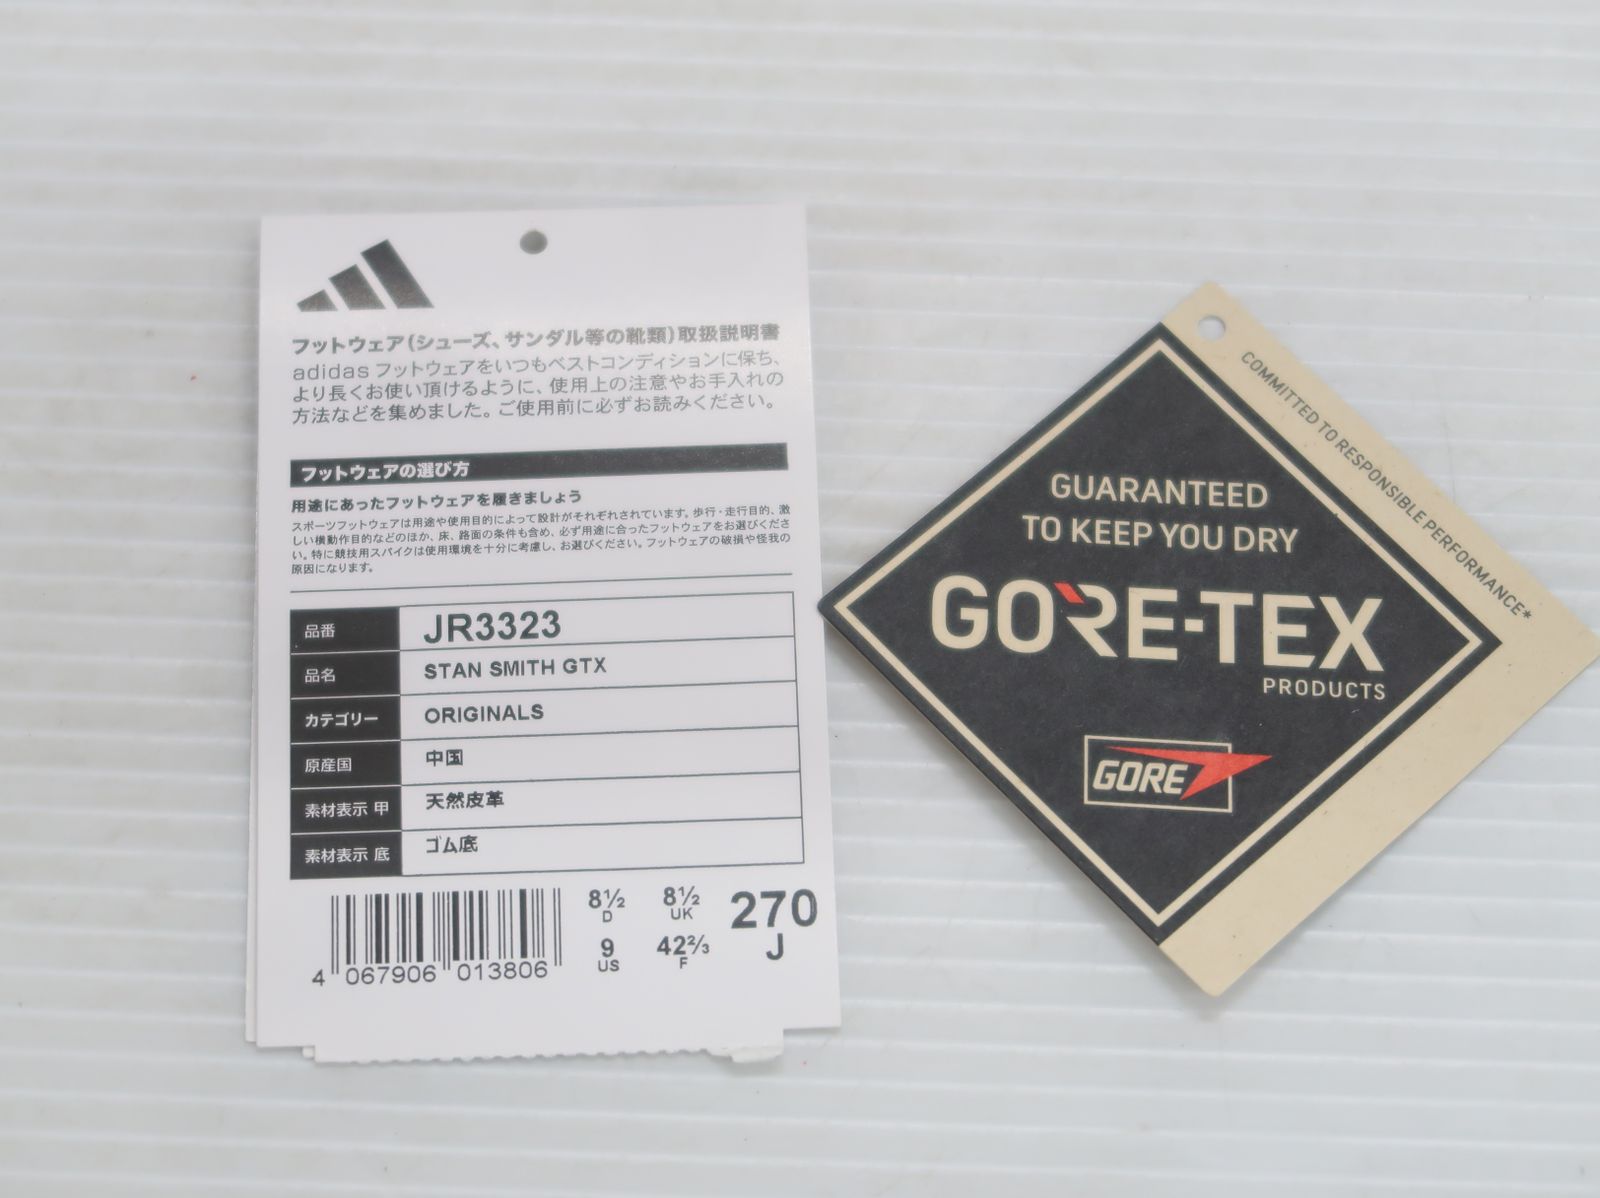 フットウェア(シューズ、サンダル等の靴類)取扱説明書
adidas フットウェアをいつもベストコンディションに保ち、
より長くお使い頂けるように、使用上の注意やお手入れの
方法などを集めました。ご使用前に必ずお読みください。
フットウェアの選び方
用途にあったフットウェアを履きましょう
スポーツフットウェアは用途や使用目的によって設計がそれぞれされています。歩行・走行目的、激
しい横動作目的などのほか、床、路面の条件も含め、必ず用途に合ったフットウェアをお選びくださ
い。特に競技用スパイクは使用環境を十分に考慮し、お選びください。フットウェアの破損や怪我の
原因になります。
品番 JR3323
品名 STAN SMITH GTX
カテゴリー ORIGINALS
原産国 中国
素材表示 甲 天然皮革
素材表示 底 ゴム底
4 067906 013806
8½ D
8½ UK
9 US
42⅔ F
270 J
COMMITTED TO RESPONSIBLE PERFORMANCE*
GUARANTEED
TO KEEP YOU DRY
GORE-TEX
PRODUCTS
GORE